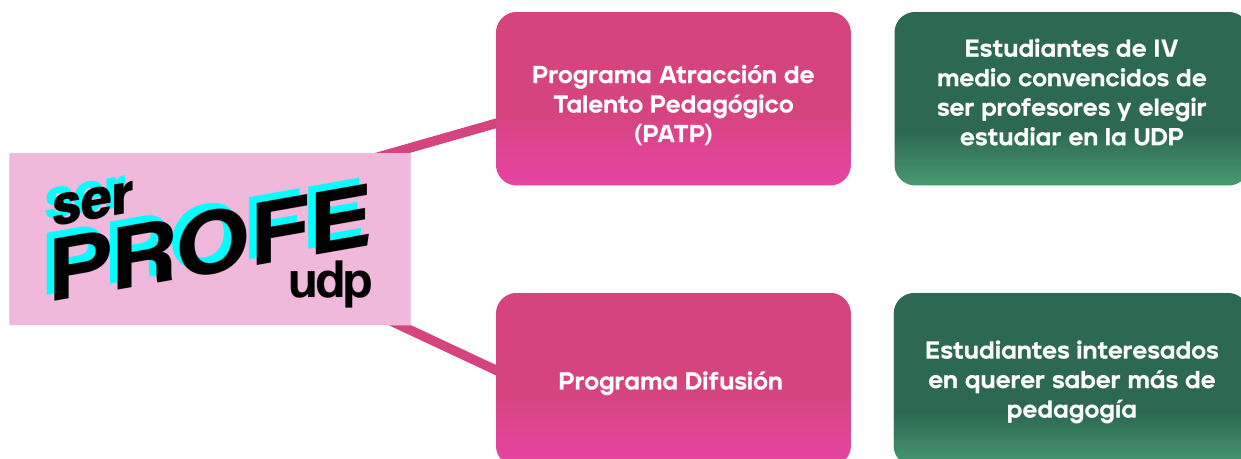 ser
PROFE
udp
Programa Atracción de
Talento Pedagógico
(PATP)
Estudiantes de IV
medio convencidos de
ser profesores y elegir
estudiar en la UDP
Programa Difusión
Estudiantes interesados
en querer saber más de
pedagogía